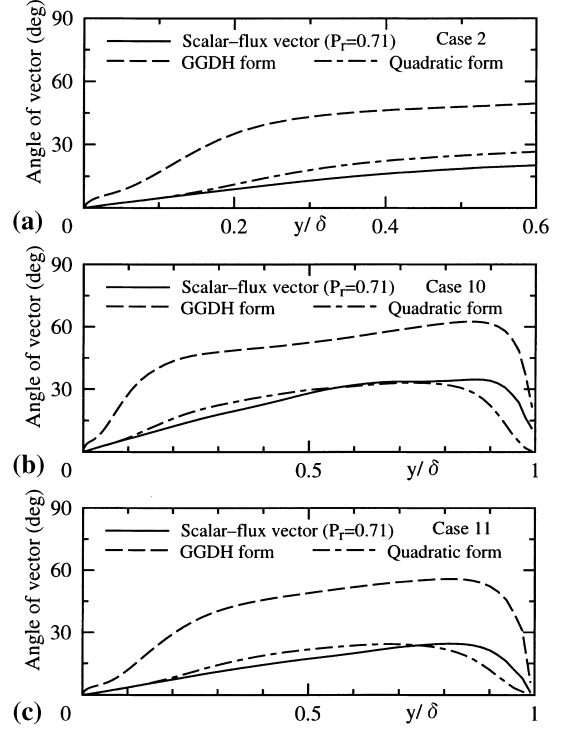 90
Scalar–flux vector (Pr=0.71) Case 2
GGDH form Quadratic form
60
30
Angle of vector (deg)
(a) 0 0.2 y/ δ 0.4 0.6
90
Scalar–flux vector (Pr=0.71) Case 10
GGDH form Quadratic form
60
30
Angle of vector (deg)
(b) 0 0.5 y/ δ 1
90
Scalar–flux vector (Pr=0.71) Case 11
GGDH form Quadratic form
60
30
Angle of vector (deg)
(c) 0 0.5 y/ δ 1